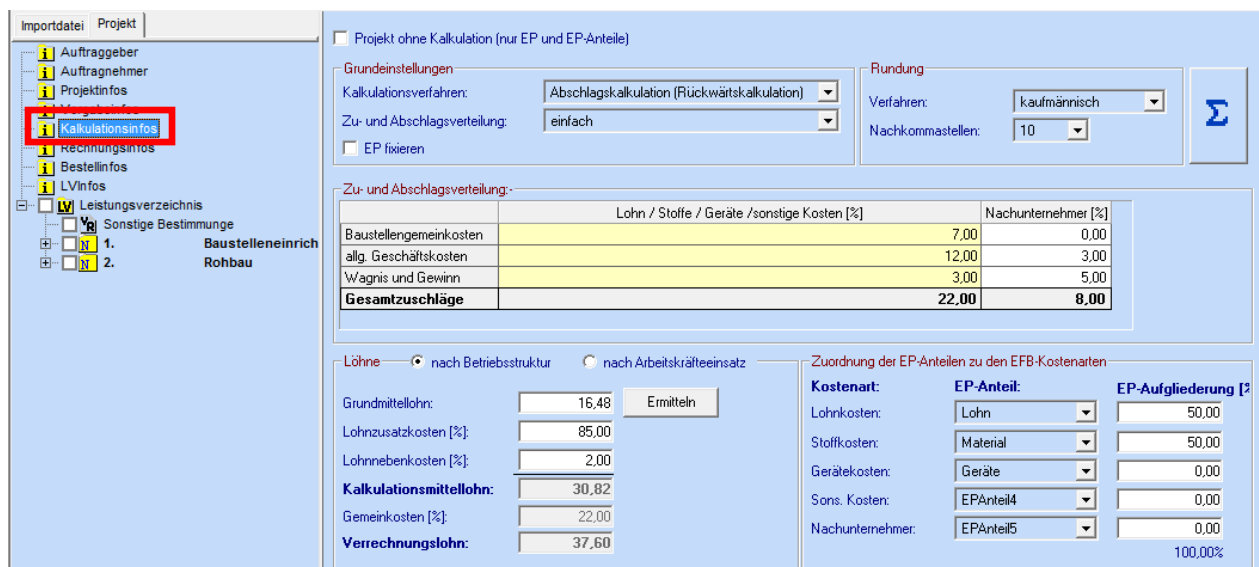 Importdatei Projekt
Auftraggeber
Auftragnehmer
Projektinfos
Kalkulationsinfos
Rechnungsinfos
Bestellinfos
LVInfos
LV Leistungsverzeichnis
VR Sonstige Bestimmunge
N 1. Baustelleneinrich
N 2. Rohbau
Projekt ohne Kalkulation (nur EP und EP-Anteile)
Grundeinstellungen
Kalkulationsverfahren: Abschlagskalkulation (Rückwärtskalkulation)
Zu- und Abschlagsverteilung: einfach
EP fixieren
Rundung
Verfahren: kaufmännisch
Nachkommastellen: 10
Σ
Zu- und Abschlagsverteilung:-
Lohn / Stoffe / Geräte /sonstige Kosten [%] Nachunternehmer [%]
Baustellengemeinkosten 7,00 0,00
allg. Geschäftskosten 12,00 3,00
Wagnis und Gewinn 3,00 5,00
Gesamtzuschläge 22,00 8,00
Löhne nach Betriebsstruktur nach Arbeitskräfteeinsatz
Grundmittellohn: 16,48 Ermitteln
Lohnzusatzkosten [%]: 85,00
Lohnnebenkosten [%]: 2,00
Kalkulationsmittellohn: 30,82
Gemeinkosten [%]: 22,00
Verrechnungslohn: 37,60
Zuordnung der EP-Anteilen zu den EFB-Kostenarten
Kostenart: EP-Anteil: EP-Aufgliederung [%
Lohnkosten: Lohn 50,00
Stoffkosten: Material 50,00
Gerätekosten: Geräte 0,00
Sons. Kosten: EPAnteil4 0,00
Nachunternehmer: EPAnteil5 0,00
100,00%